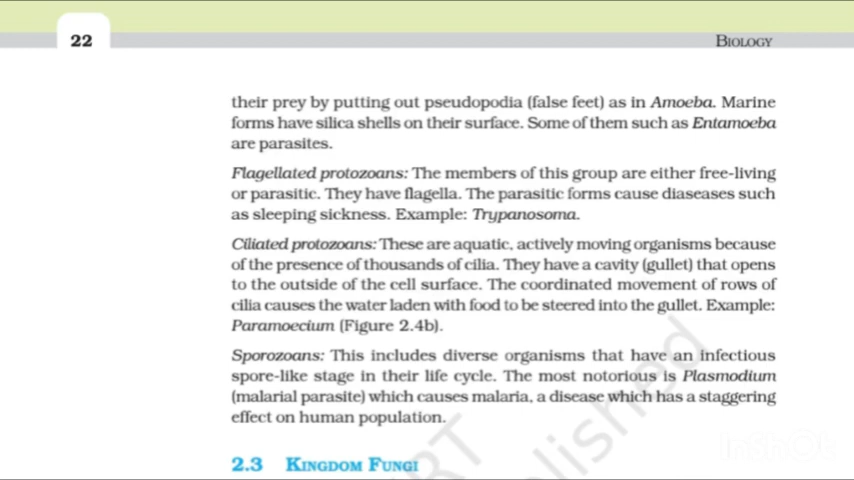 22
BIOLOGY
their prey by putting out pseudopodia (false feet) as in Amoeba. Marine
forms have silica shells on their surface. Some of them such as Entamoeba
are parasites.
Flagellated protozoans: The members of this group are either free-living
or parasitic. They have flagella. The parasitic forms cause diaseases such
as sleeping sickness. Example: Trypanosoma.
Ciliated protozoans: These are aquatic, actively moving organisms because
of the presence of thousands of cilia. They have a cavity (gullet) that opens
to the outside of the cell surface. The coordinated movement of rows of
cilia causes the water laden with food to be steered into the gullet. Example:
Paramoecium (Figure 2.4b).
Sporozoans: This includes diverse organisms that have an infectious
spore-like stage in their life cycle. The most notorious is Plasmodium
(malarial parasite) which causes malaria, a disease which has a staggering
effect on human population.
2.3 KINGDOM FUNGI
InShOt